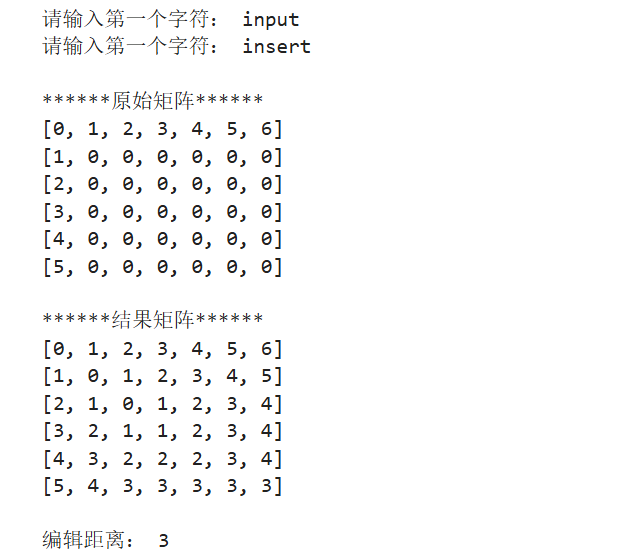 请输入第一个字符： input
请输入第一个字符： insert
******原始矩阵******
[0, 1, 2, 3, 4, 5, 6]
[1, 0, 0, 0, 0, 0, 0]
[2, 0, 0, 0, 0, 0, 0]
[3, 0, 0, 0, 0, 0, 0]
[4, 0, 0, 0, 0, 0, 0]
[5, 0, 0, 0, 0, 0, 0]
******结果矩阵******
[0, 1, 2, 3, 4, 5, 6]
[1, 0, 1, 2, 3, 4, 5]
[2, 1, 0, 1, 2, 3, 4]
[3, 2, 1, 1, 2, 3, 4]
[4, 3, 2, 2, 2, 3, 4]
[5, 4, 3, 3, 3, 3, 3]
编辑距离： 3